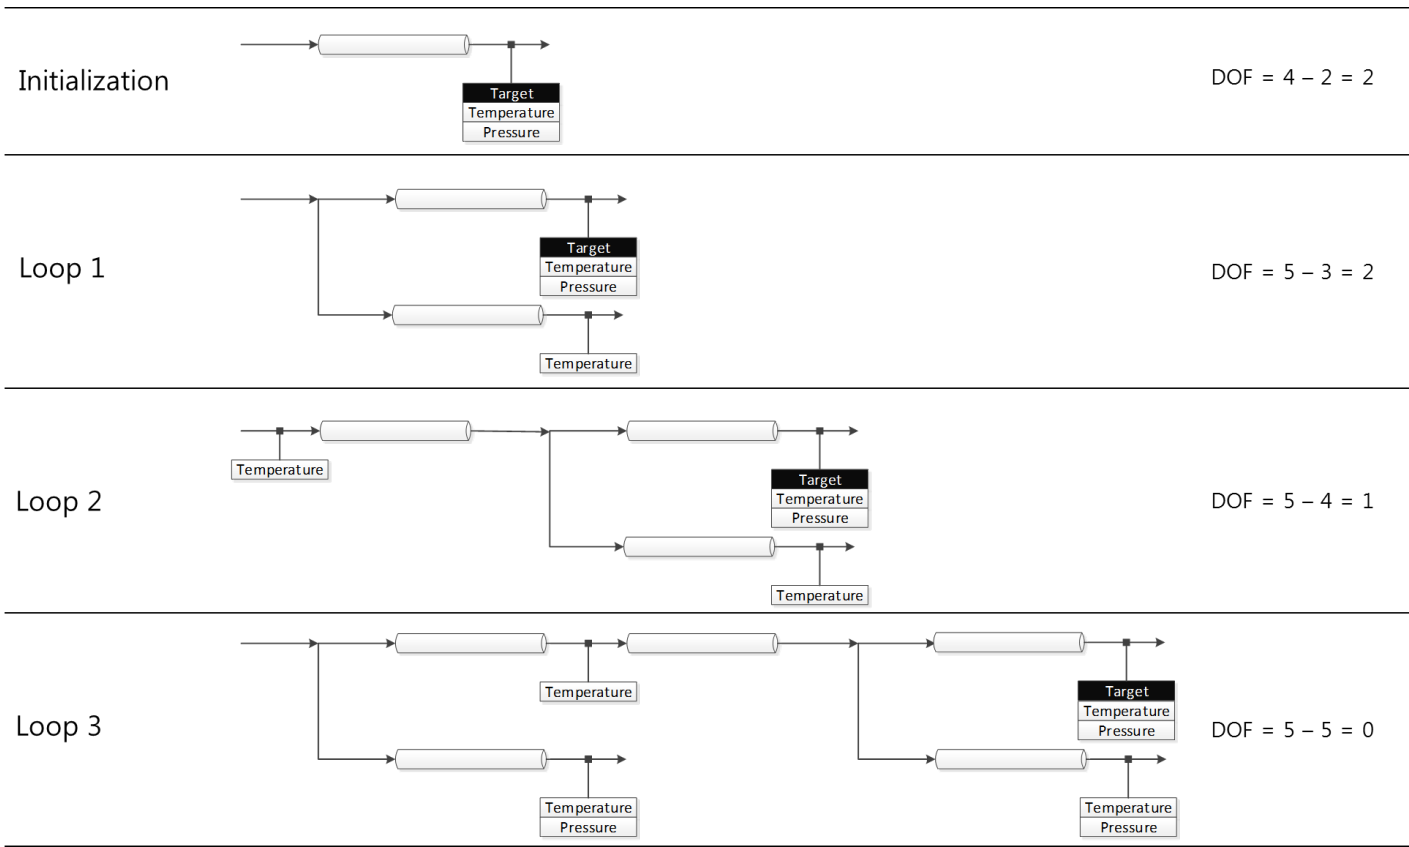 Initialization
Target
Temperature
Pressure
DOF = 4 – 2 = 2
Loop 1
Target
Temperature
Pressure
Temperature
DOF = 5 – 3 = 2
Loop 2
Temperature
Target
Temperature
Pressure
Temperature
DOF = 5 – 4 = 1
Loop 3
Temperature
Temperature
Pressure
Target
Temperature
Pressure
Temperature
Pressure
DOF = 5 – 5 = 0